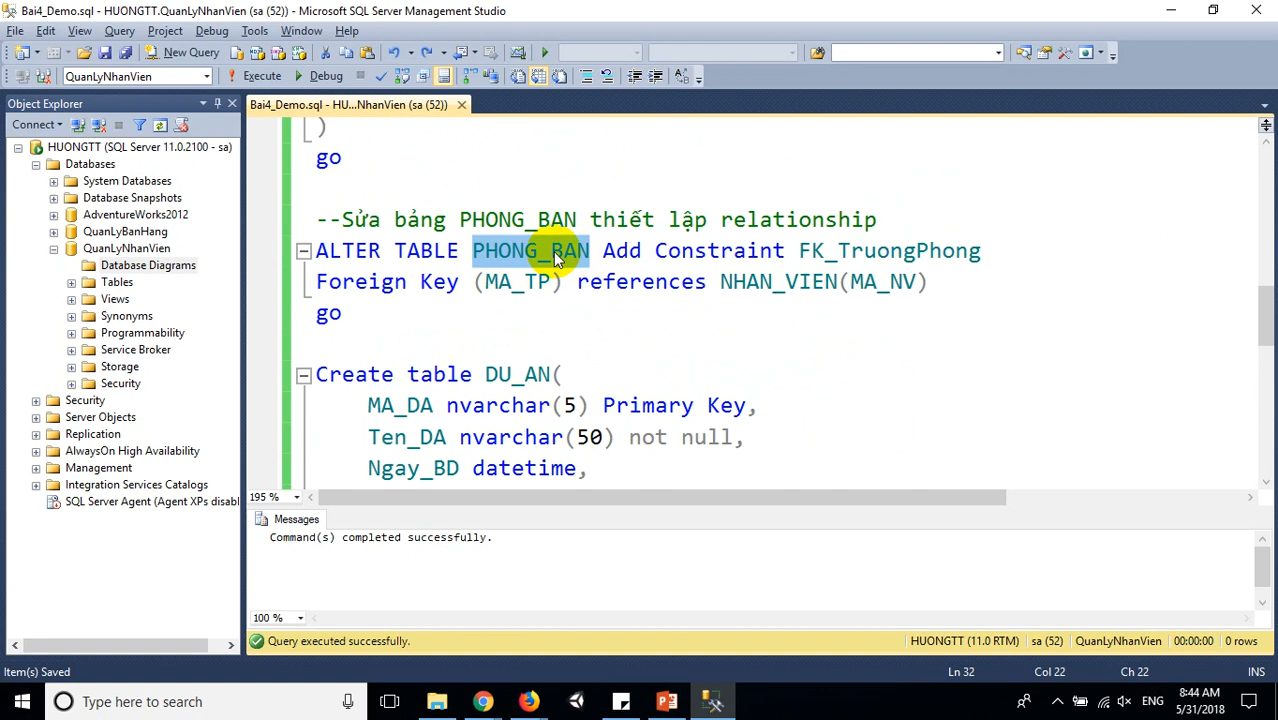 Bai4_Demo.sql - HUONGTT.QuanLyNhanVien (sa (52)) - Microsoft SQL Server Management Studio
File Edit View Query Project Debug Tools Window Help
New Query
QuanLyNhanVien Execute Debug
Object Explorer
Bai4_Demo.sql - HU...NhanVien (sa (52))
Connect
HUONGTT (SQL Server 11.0.2100 - sa)
Databases
System Databases
Database Snapshots
AdventureWorks2012
QuanLyBanHang
QuanLyNhanVien
Database Diagrams
Tables
Views
Synonyms
Programmability
Service Broker
Storage
Security
Security
Server Objects
Replication
AlwaysOn High Availability
Management
Integration Services Catalogs
SQL Server Agent (Agent XPs disabl
)
go
--Sửa bảng PHONG_BAN thiết lập relationship
ALTER TABLE PHONG_BAN Add Constraint FK_TruongPhong
Foreign Key (MA_TP) references NHAN_VIEN(MA_NV)
go
Create table DU_AN(
MA_DA nvarchar(5) Primary Key,
Ten_DA nvarchar(50) not null,
Ngay_BD datetime,
195 %
Messages
Command(s) completed successfully.
100 %
Query executed successfully. HUONGTT (11.0 RTM) sa (52) QuanLyNhanVien 00:00:00 0 rows
Item(s) Saved Ln 32 Col 22 Ch 22 INS
Type here to search
ENG
8:44 AM
5/31/2018